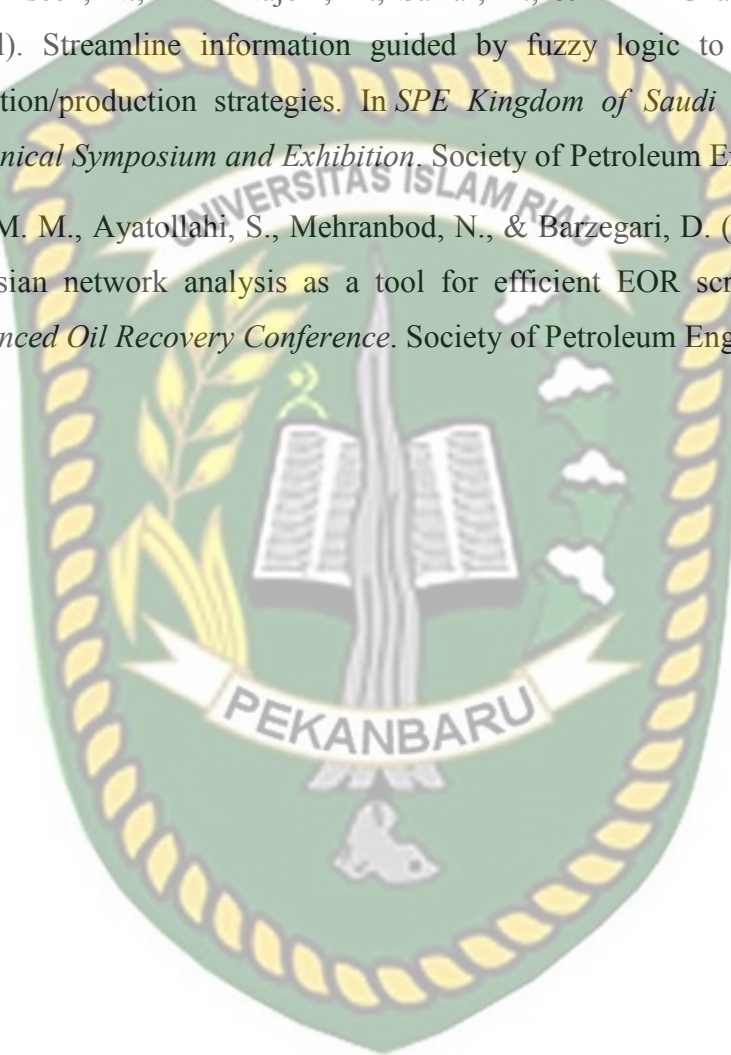 l). Streamline information guided by fuzzy logic to
tion/production strategies. In SPE Kingdom of Saudi
nical Symposium and Exhibition. Society of Petroleum E
M. M., Ayatollahi, S., Mehranbod, N., & Barzegari, D. (
sian network analysis as a tool for efficient EOR scr
nced Oil Recovery Conference. Society of Petroleum Eng
UNIVERSITAS ISLAM RIAU
PEKANBARU